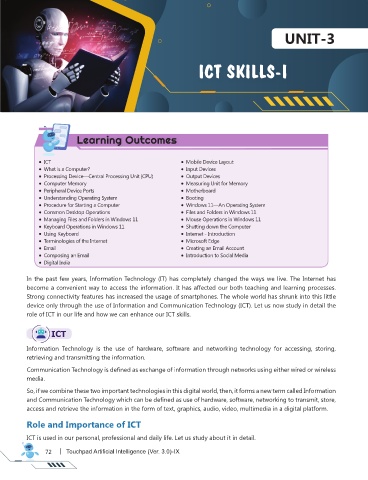 UNIT-3
ICT SKILLS-I
Learning Outcomes
• ICT
• What is a Computer?
• Processing Device—Central Processing Unit (CPU)
• Computer Memory
• Peripheral Device Ports
• Understanding Operating System
• Procedure for Starting a Computer
• Common Desktop Operations
• Managing Files and Folders in Windows 11
• Keyboard Operations in Windows 11
• Using Keyboard
• Terminologies of the Internet
• Email
• Composing an Email
• Digital India
• Mobile Device Layout
• Input Devices
• Output Devices
• Measuring Unit for Memory
• Motherboard
• Booting
• Windows 11—An Operating System
• Files and Folders in Windows 11
• Mouse Operations in Windows 11
• Shutting down the Computer
• Internet - Introduction
• Microsoft Edge
• Creating an Email Account
• Introduction to Social Media
In the past few years, Information Technology (IT) has completely changed the ways we live. The Internet has
become a convenient way to access the information. It has affected our both teaching and learning processes.
Strong connectivity features has increased the usage of smartphones. The whole world has shrunk into this little
device only through the use of Information and Communication Technology (ICT). Let us now study in detail the
role of ICT in our life and how we can enhance our ICT skills.
ICT
Information Technology is the use of hardware, software and networking technology for accessing, storing,
retrieving and transmitting the information.
Communication Technology is defined as exchange of information through networks using either wired or wireless
media.
So, if we combine these two important technologies in this digital world, then, it forms a new term called Information
and Communication Technology which can be defined as use of hardware, software, networking to transmit, store,
access and retrieve the information in the form of text, graphics, audio, video, multimedia in a digital platform.
Role and Importance of ICT
ICT is used in our personal, professional and daily life. Let us study about it in detail.
72 | Touchpad Artificial Intelligence (Ver. 3.0)-IX